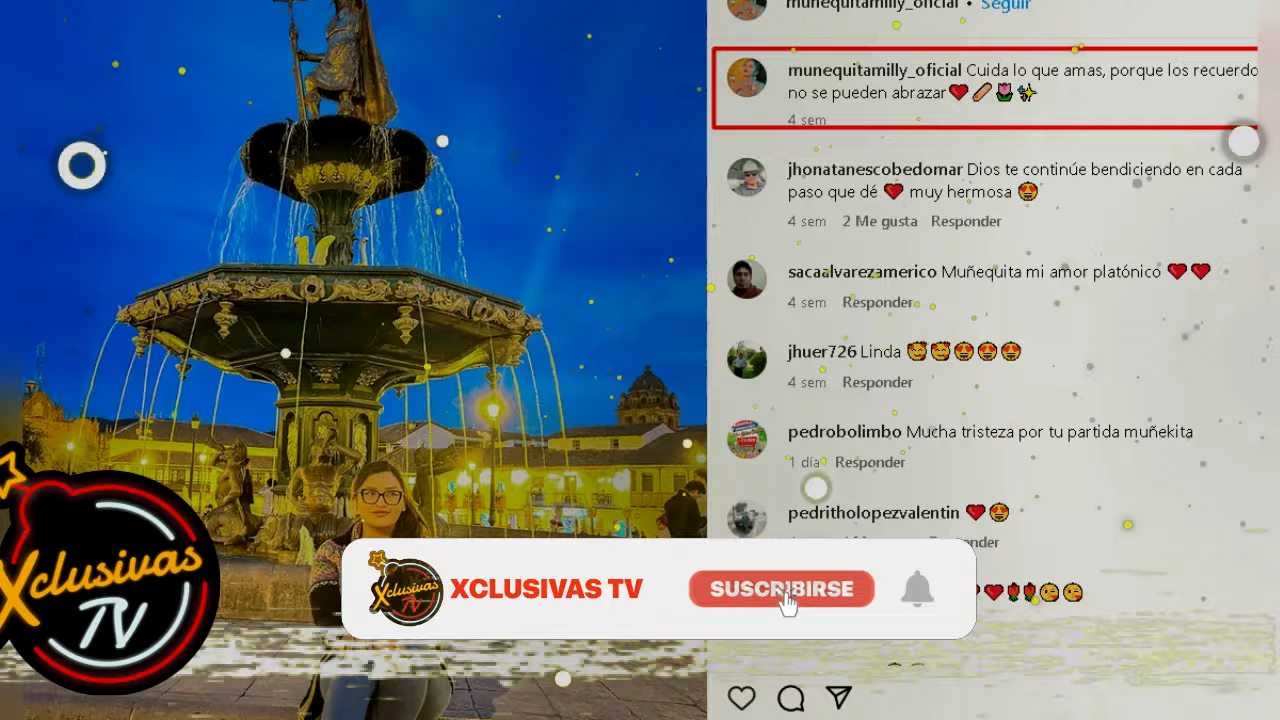 munequitamilly_oficial • Seguir
munequitamilly_oficial Cuida lo que amas, porque los recuerdo
no se pueden abrazar❤️🩹🌷✨
4 sem
jhonatanescobedomar Dios te continúe bendiciendo en cada
paso que dé ❤️ muy hermosa 😍
4 sem 2 Me gusta Responder
sacaalvarezamerico Muñequita mi amor platónico ❤️❤️
4 sem Responder
jhuer726 Linda 🥰🥰😍😍😍
4 sem Responder
pedrobolimbo Mucha tristeza por tu partida muñekita
1 día Responder
pedritholopezvalentin ❤️😍
Xclusivas
TV
Xclusivas
TV
XCLUSIVAS TV
SUSCRIBIRSE